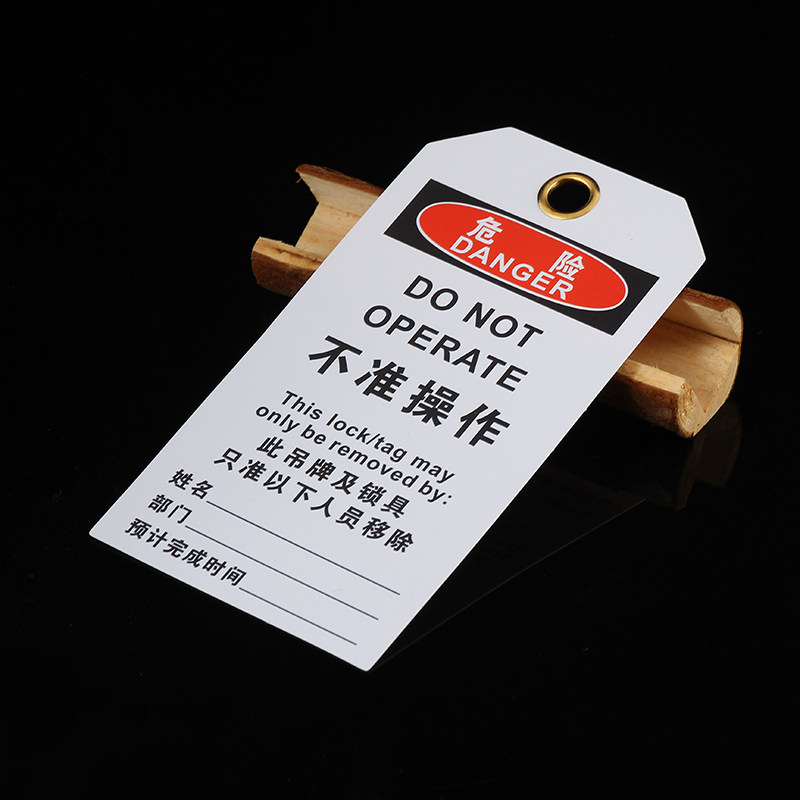 危险
DANGER
DO NOT
OPERATE
不准操作
This lock/tag may
only be removed by:
此吊牌及锁具
只准以下人员移除
姓名
部门
预计完成时间